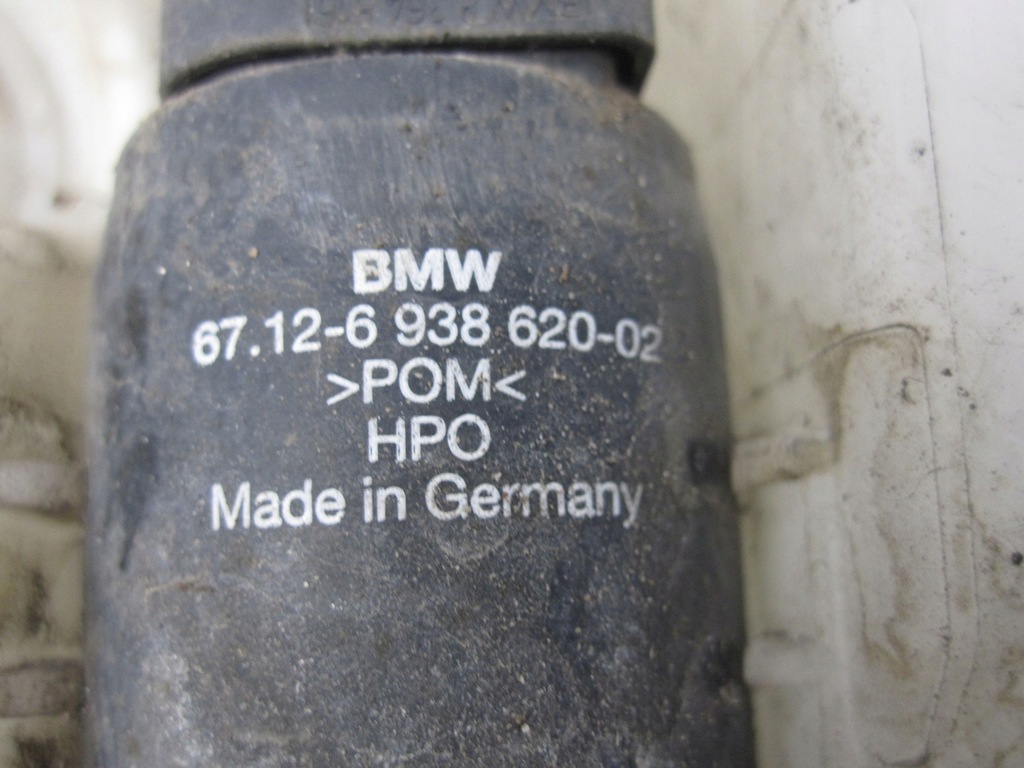 BMW
67.12-6 938 620-02
>POM<
HPO
Made in Germany